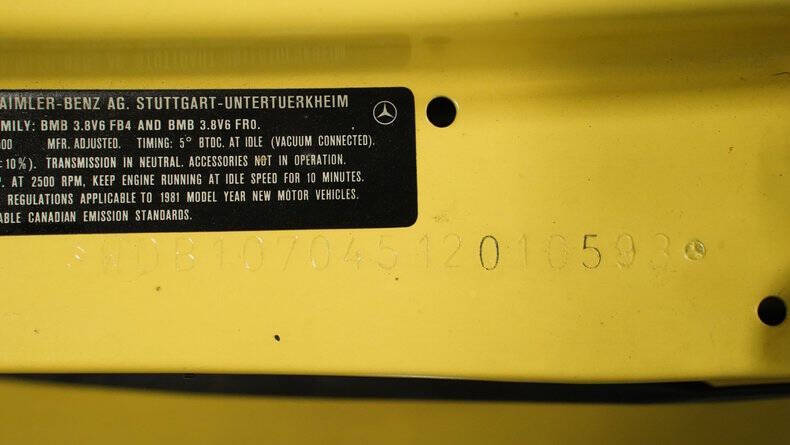 AIMLER-BENZ AG. STUTTGART-UNTERTUERKHEIM
MILY: BMB 3.8V6 FB4 AND BMB 3.8V6 FRO.
00 MFR. ADJUSTED. TIMING: 5° BTDC. AT IDLE (VACUUM CONNECTED).
±10%). TRANSMISSION IN NEUTRAL. ACCESSORIES NOT IN OPERATION.
P. AT 2500 RPM, KEEP ENGINE RUNNING AT IDLE SPEED FOR 10 MINUTES.
REGULATIONS APPLICABLE TO 1981 MODEL YEAR NEW MOTOR VEHICLES.
ABLE CANADIAN EMISSION STANDARDS.
WDB10704512010593